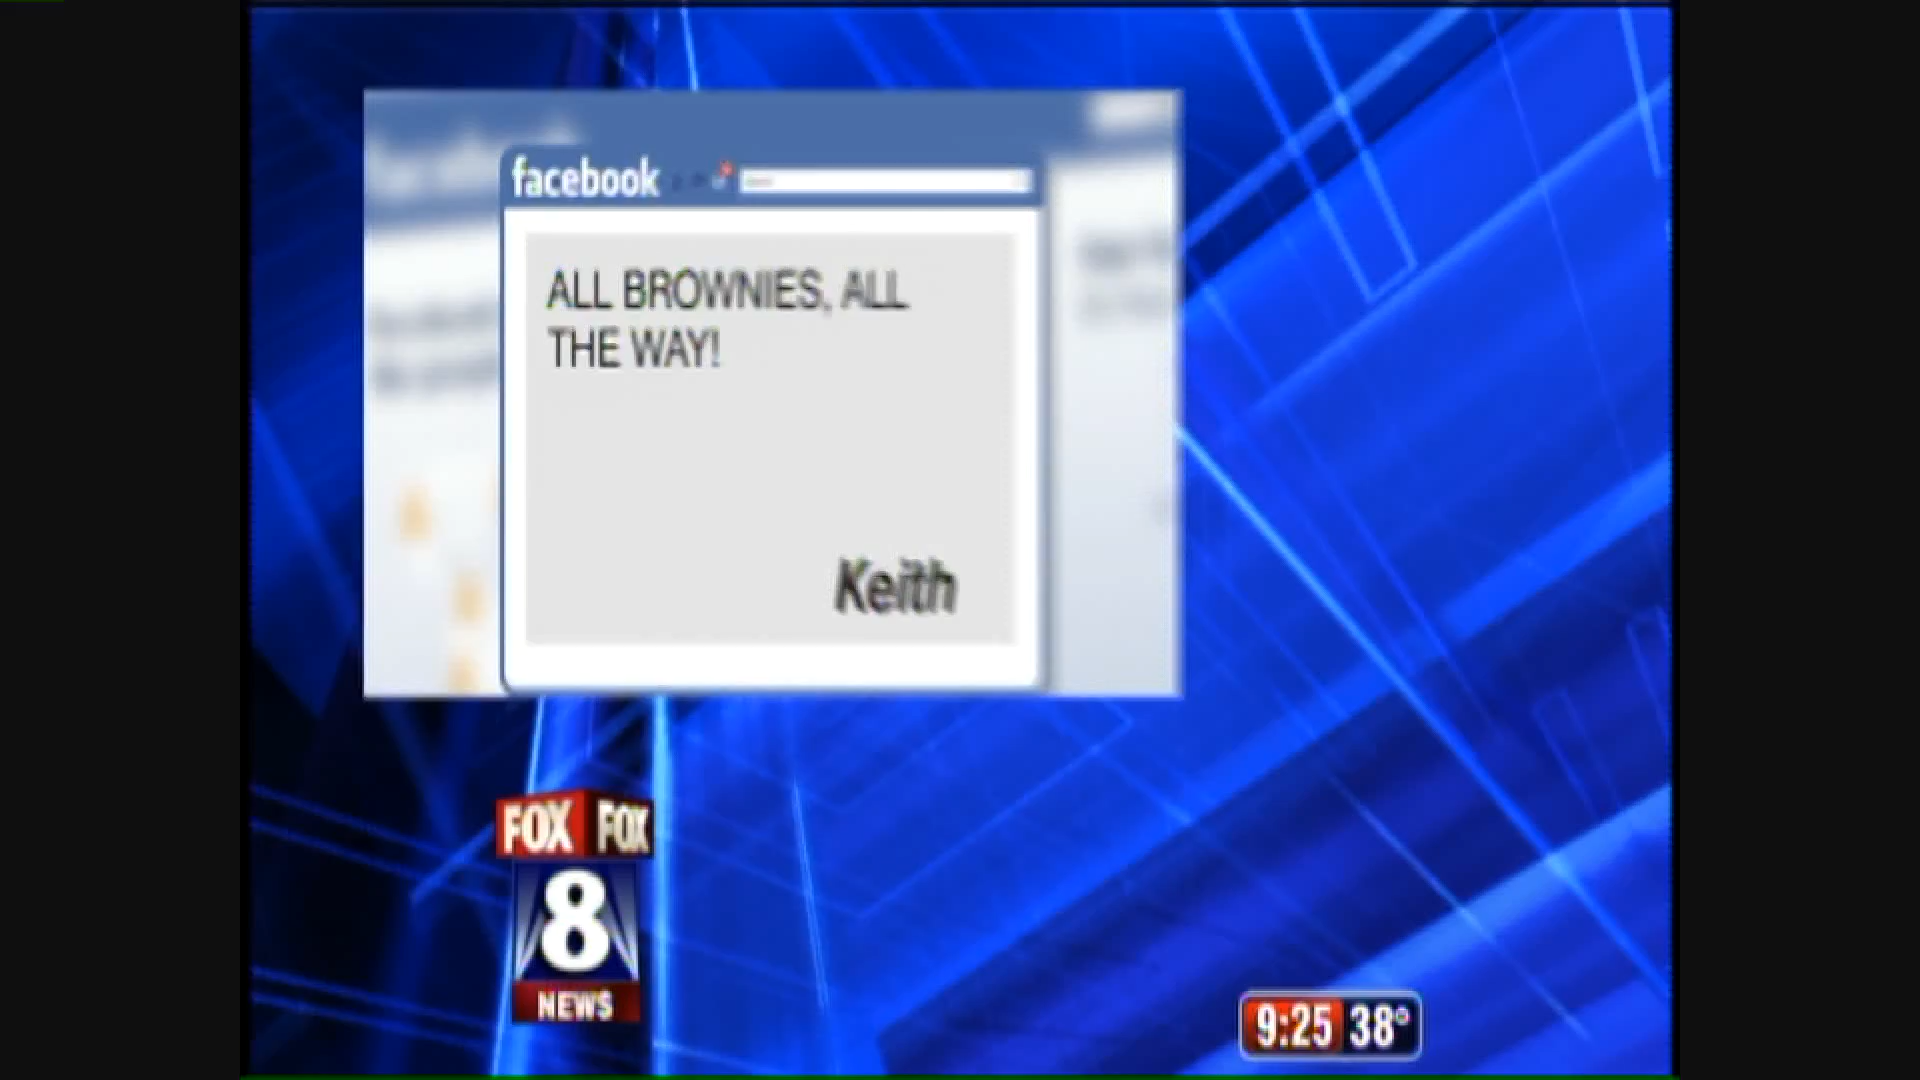 facebook
ALL BROWNIES, ALL
THE WAY!
Keith
FOX FOX
8
NEWS
9:25 38°